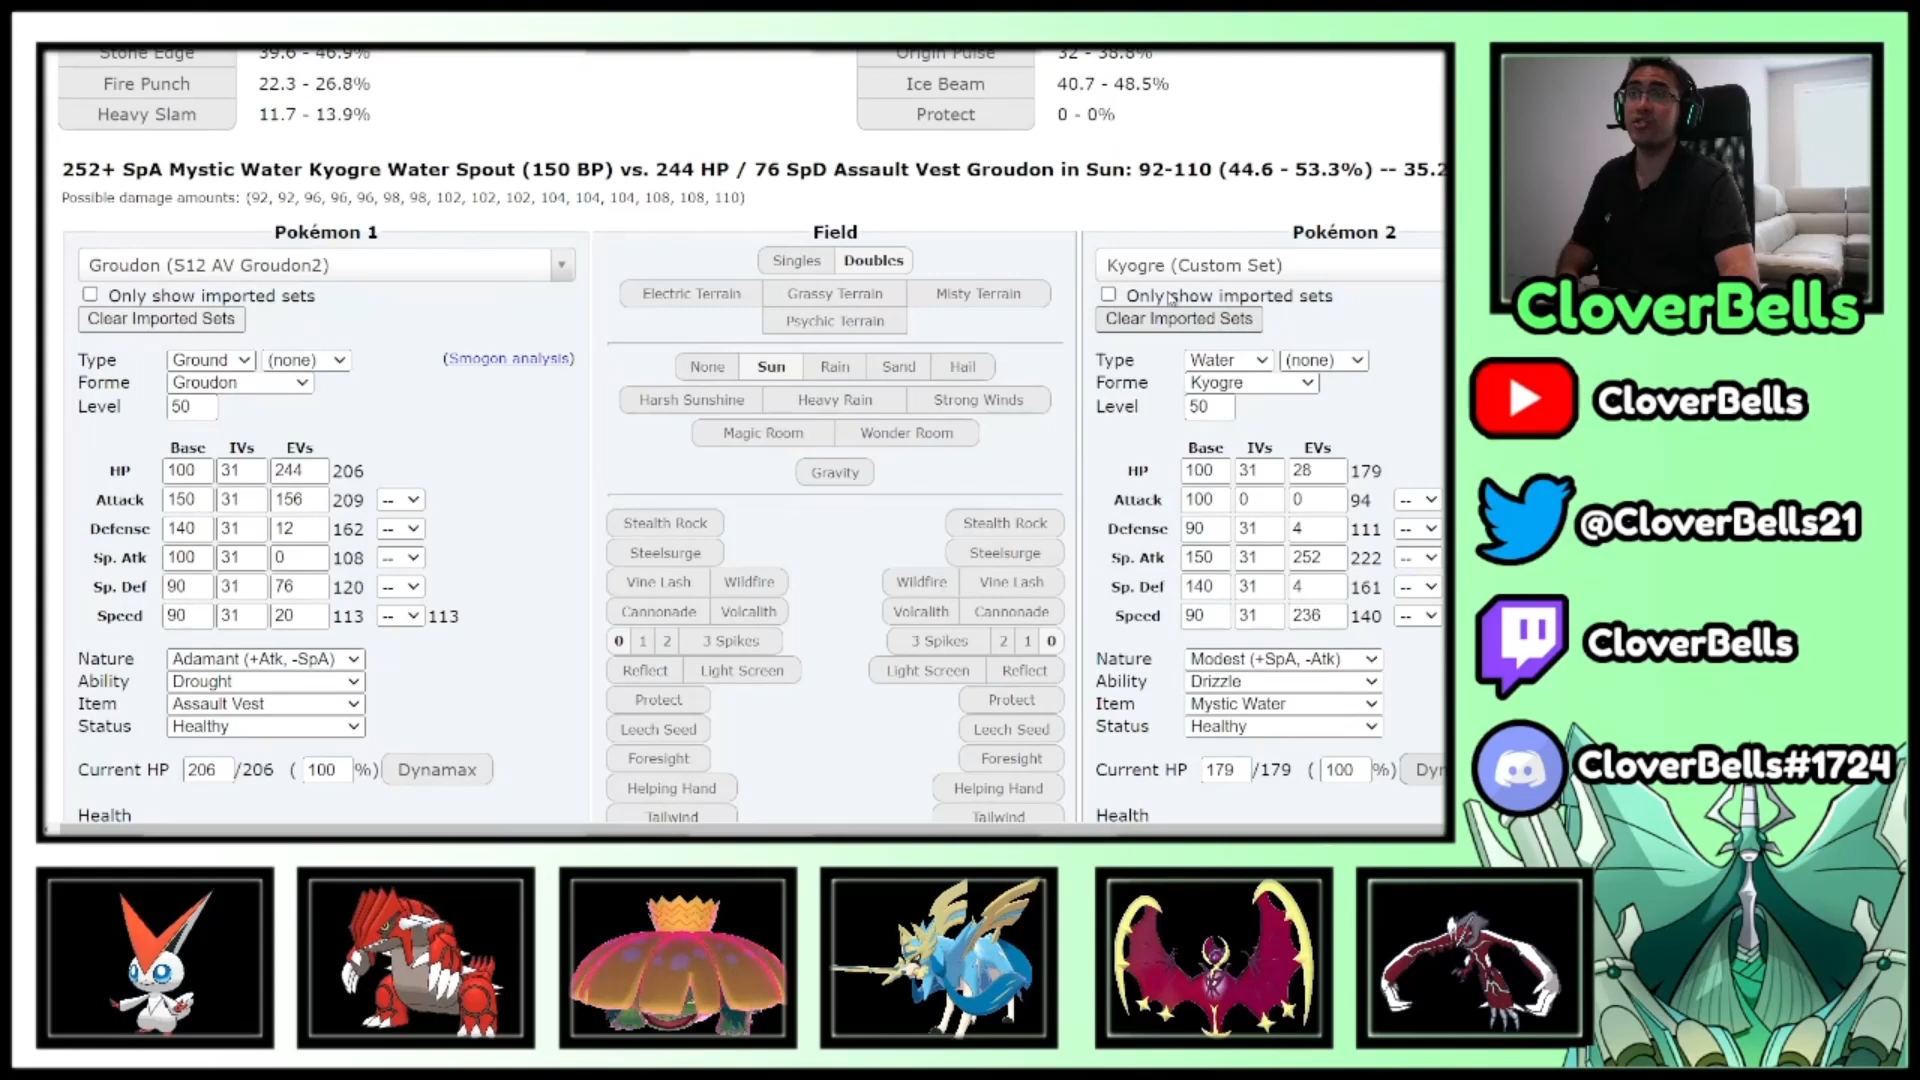 Stone Edge 39.6 - 46.9%
Origin Pulse 32 - 38.8%
Fire Punch 22.3 - 26.8%
Ice Beam 40.7 - 48.5%
Heavy Slam 11.7 - 13.9%
Protect 0 - 0%
252+ SpA Mystic Water Kyogre Water Spout (150 BP) vs. 244 HP / 76 SpD Assault Vest Groudon in Sun: 92-110 (44.6 - 53.3%) -- 35.2
Possible damage amounts: (92, 92, 96, 96, 96, 98, 98, 102, 102, 102, 104, 104, 104, 108, 108, 110)
Pokémon 1
Groudon (S12 AV Groudon2)
Only show imported sets
Clear Imported Sets
Type Ground (none) (Smogon analysis)
Forme Groudon
Level 50
Base IVs EVs
HP 100 31 244 206
Attack 150 31 156 209 --
Defense 140 31 12 162 --
Sp. Atk 100 31 0 108 --
Sp. Def 90 31 76 120 --
Speed 90 31 20 113 -- 113
Nature Adamant (+Atk, -SpA)
Ability Drought
Item Assault Vest
Status Healthy
Current HP 206 /206 ( 100 %) Dynamax
Health
Field
Singles Doubles
Electric Terrain Grassy Terrain Misty Terrain
Psychic Terrain
None Sun Rain Sand Hail
Harsh Sunshine Heavy Rain Strong Winds
Magic Room Wonder Room
Gravity
Stealth Rock Stealth Rock
Steelsurge Steelsurge
Vine Lash Wildfire Wildfire Vine Lash
Cannonade Volcalith Volcalith Cannonade
0 1 2 3 Spikes 3 Spikes 2 1 0
Reflect Light Screen Light Screen Reflect
Protect Protect
Leech Seed Leech Seed
Foresight Foresight
Helping Hand Helping Hand
Tailwind Tailwind
Pokémon 2
Kyogre (Custom Set)
Only show imported sets
Clear Imported Sets
Type Water (none)
Forme Kyogre
Level 50
Base IVs EVs
HP 100 31 28 179
Attack 100 0 0 94 --
Defense 90 31 4 111 --
Sp. Atk 150 31 252 222 --
Sp. Def 140 31 4 161 --
Speed 90 31 236 140 --
Nature Modest (+SpA, -Atk)
Ability Drizzle
Item Mystic Water
Status Healthy
Current HP 179 /179 ( 100 %) Dyn
Health
CloverBells
CloverBells
@CloverBells21
CloverBells
CloverBells#1724